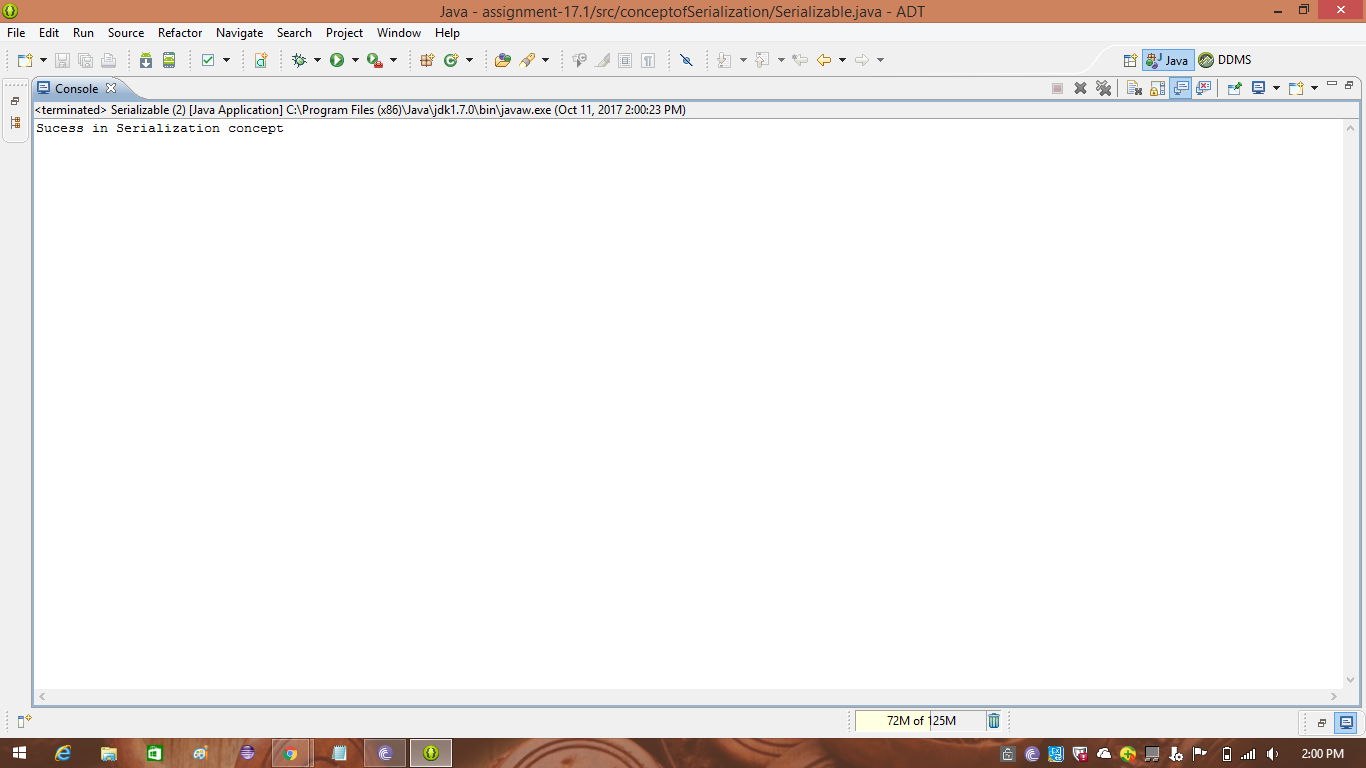 Java - assignment-17.1/src/conceptofSerialization/Serializable.java - ADT
File Edit Run Source Refactor Navigate Search Project Window Help
Java DDMS
Console
<terminated> Serializable (2) [Java Application] C:\Program Files (x86)\Java\jdk1.7.0\bin\javaw.exe (Oct 11, 2017 2:00:23 PM)
Sucess in Serialization concept
72M of 125M
2:00 PM